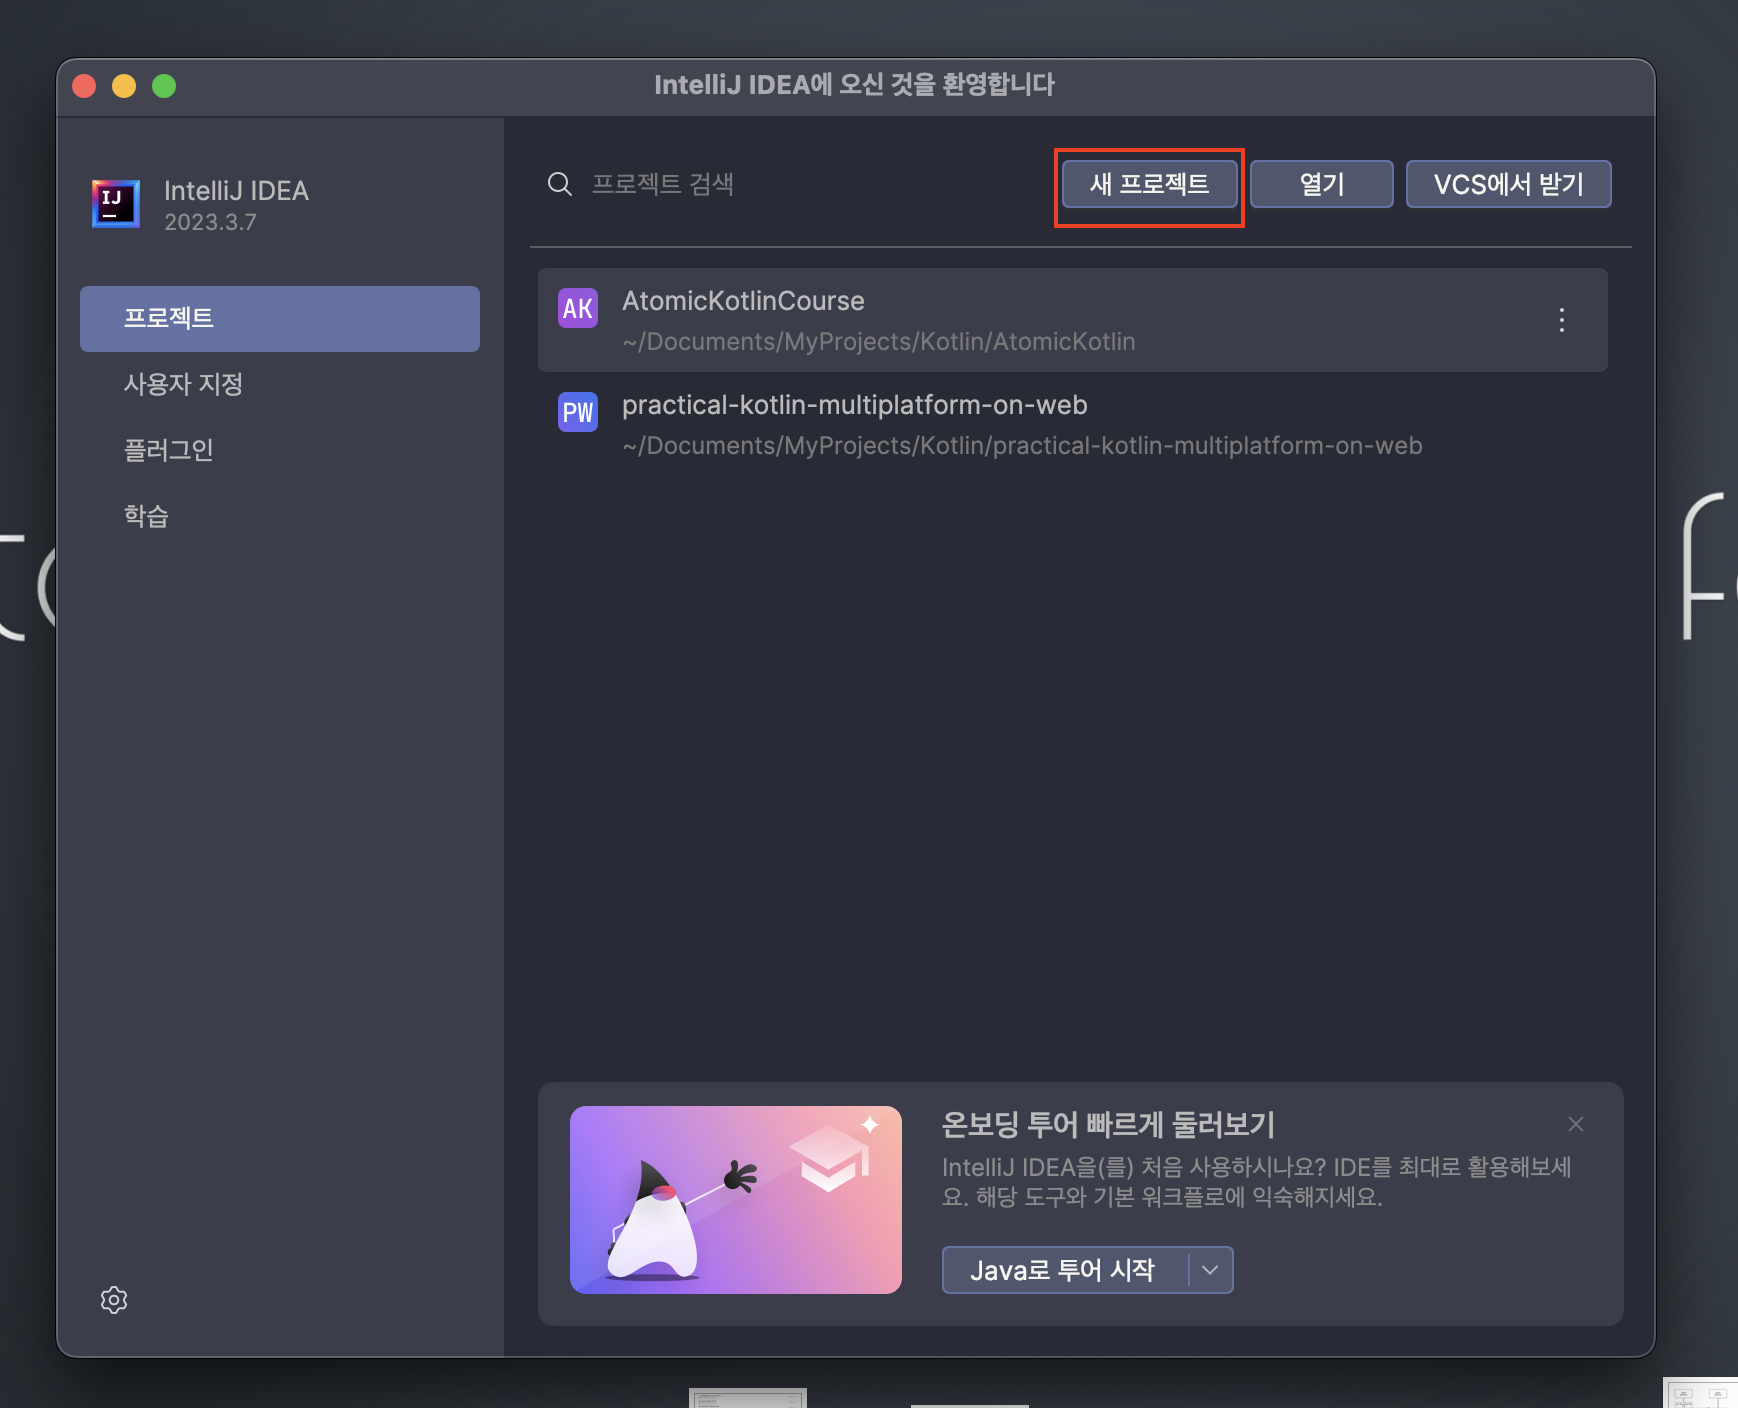 IntelliJ IDEA에 오신 것을 환영합니다
IJ
IntelliJ IDEA
2023.3.7
프로젝트 검색
새 프로젝트
열기
VCS에서 받기
프로젝트
사용자 지정
플러그인
학습
AK
AtomicKotlinCourse
~/Documents/MyProjects/Kotlin/AtomicKotlin
PW
practical-kotlin-multiplatform-on-web
~/Documents/MyProjects/Kotlin/practical-kotlin-multiplatform-on-web
온보딩 투어 빠르게 둘러보기
IntelliJ IDEA을(를) 처음 사용하시나요? IDE를 최대로 활용해보세
요. 해당 도구와 기본 워크플로에 익숙해지세요.
Java로 투어 시작